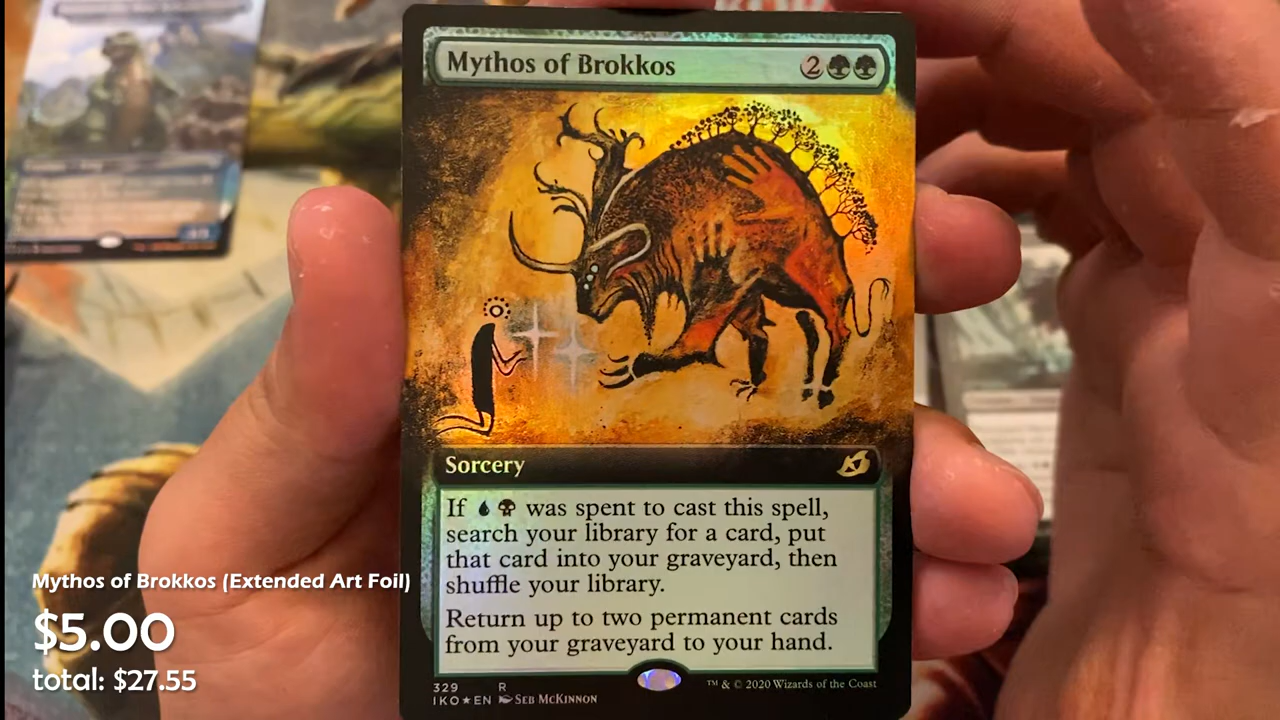 Mythos of Brokkos 2
Sorcery
If was spent to cast this spell,
search your library for a card, put
that card into your graveyard, then
shuffle your library.
Return up to two permanent cards
from your graveyard to your hand.
329 R
IKO★EN Seb McKinnon
™ & © 2020 Wizards of the Coast
Mythos of Brokkos (Extended Art Foil)
$5.00
total: $27.55